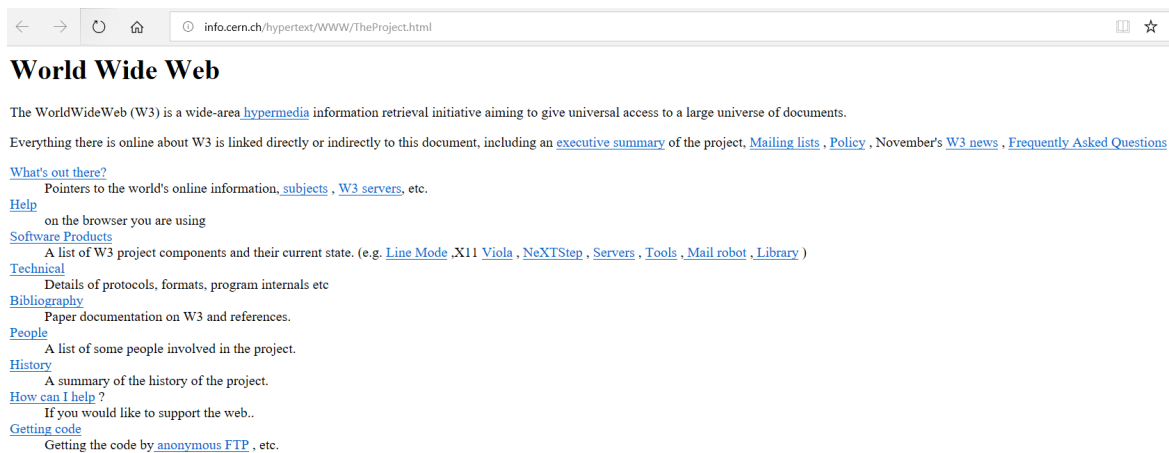 info.cern.ch/hypertext/WWW/TheProject.html
World Wide Web
The WorldWideWeb (W3) is a wide-area hypermedia information retrieval initiative aiming to give universal access to a large universe of documents.
Everything there is online about W3 is linked directly or indirectly to this document, including an executive summary of the project, Mailing lists , Policy , November's W3 news , Frequently Asked Questions
What's out there?
Pointers to the world's online information, subjects , W3 servers, etc.
Help
on the browser you are using
Software Products
A list of W3 project components and their current state. (e.g. Line Mode ,X11 Viola , NeXTStep , Servers , Tools , Mail robot , Library )
Technical
Details of protocols, formats, program internals etc
Bibliography
Paper documentation on W3 and references.
People
A list of some people involved in the project.
History
A summary of the history of the project.
How can I help ?
If you would like to support the web..
Getting code
Getting the code by anonymous FTP , etc.